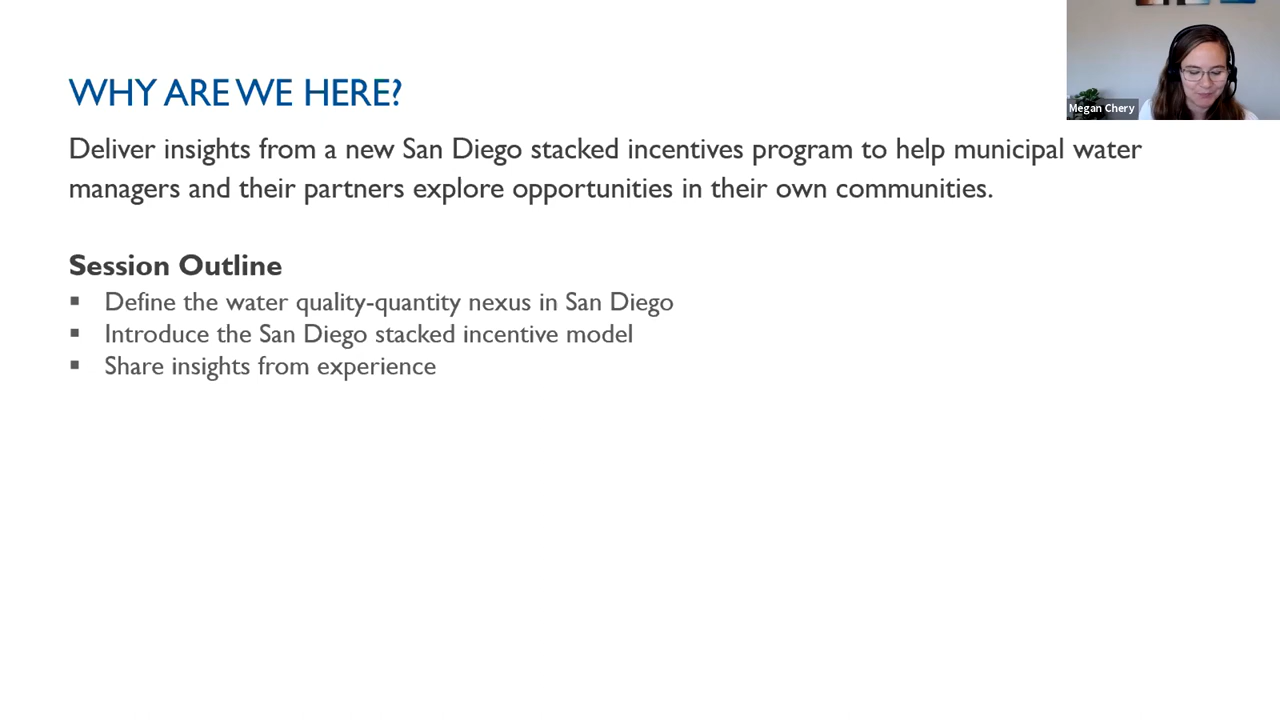 WHY ARE WE HERE?
Megan Chery
Deliver insights from a new San Diego stacked incentives program to help municipal water
managers and their partners explore opportunities in their own communities.
Session Outline
▪ Define the water quality-quantity nexus in San Diego
▪ Introduce the San Diego stacked incentive model
▪ Share insights from experience